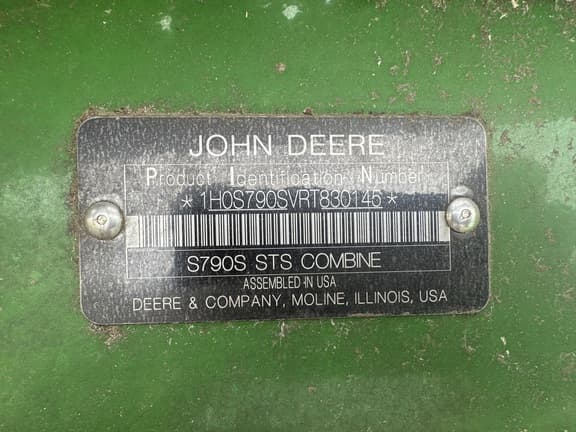 JOHN DEERE
Product Identification Number
* 1H0S790SVRT830145 *
S790S STS COMBINE
ASSEMBLED IN USA
DEERE & COMPANY, MOLINE, ILLINOIS, USA